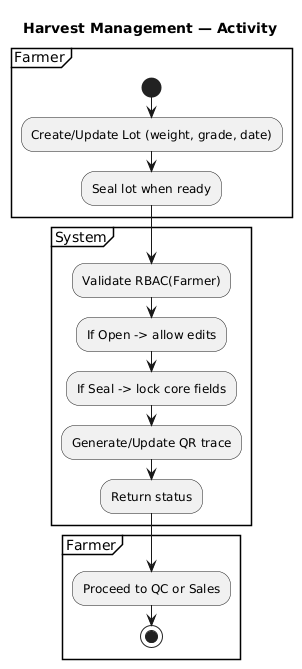 Harvest Management — Activity
Farmer
Create/Update Lot (weight, grade, date)
Seal lot when ready
System
Validate RBAC(Farmer)
If Open -> allow edits
If Seal -> lock core fields
Generate/Update QR trace
Return status
Farmer
Proceed to QC or Sales